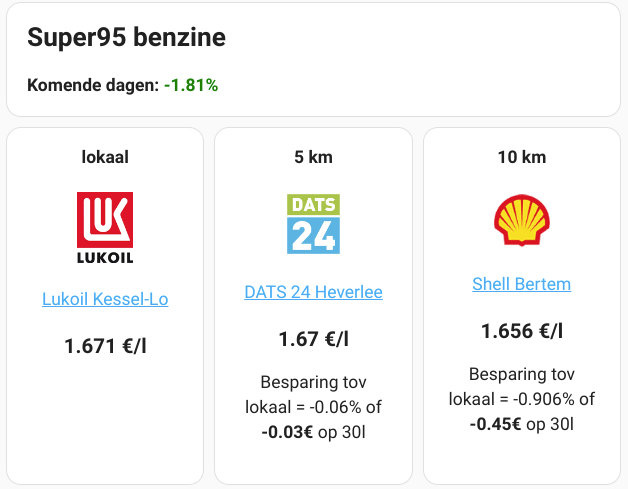 Super95 benzine
Komende dagen: -1.81%
lokaal
LUK
LUKOIL
Lukoil Kessel-Lo
1.671 €/l
5 km
DATS
24
DATS 24 Heverlee
1.67 €/l
Besparing tov
lokaal = -0.06% of
-0.03€ op 30l
10 km
Shell Bertem
1.656 €/l
Besparing tov
lokaal = -0.906% of
-0.45€ op 30l